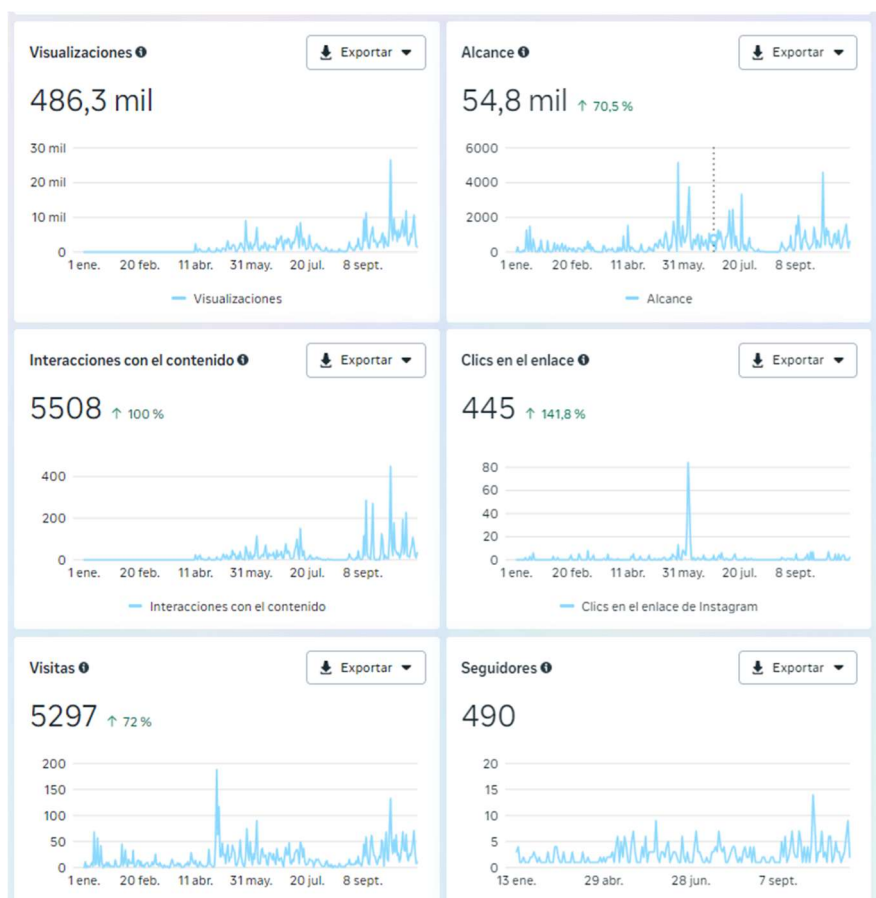 Visualizaciones
Exportar
486,3 mil
30 mil
20 mil
10 mil
0
1 ene. 20 feb. 11 abr. 31 may. 20 jul. 8 sept.
Visualizaciones
Alcance
Exportar
54,8 mil ↑ 70,5 %
6000
4000
2000
0
1 ene. 20 feb. 11 abr. 31 may. 20 jul. 8 sept.
Alcance
Interacciones con el contenido
Exportar
5508 ↑ 100 %
400
200
0
1 ene. 20 feb. 11 abr. 31 may. 20 jul. 8 sept.
Interacciones con el contenido
Clics en el enlace
Exportar
445 ↑ 141,8 %
80
60
40
20
0
1 ene. 20 feb. 11 abr. 31 may. 20 jul. 8 sept.
Clics en el enlace de Instagram
Visitas
Exportar
5297 ↑ 72 %
200
150
100
50
0
1 ene. 20 feb. 11 abr. 31 may. 20 jul. 8 sept.
Seguidores
Exportar
490
20
15
10
5
0
13 ene. 29 abr. 28 jun. 7 sept.